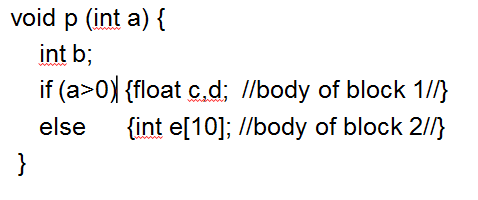 void p (int a) {
int b;
if (a>0) {float c,d; //body of block 1//}
else {int e[10]; //body of block 2//}
}